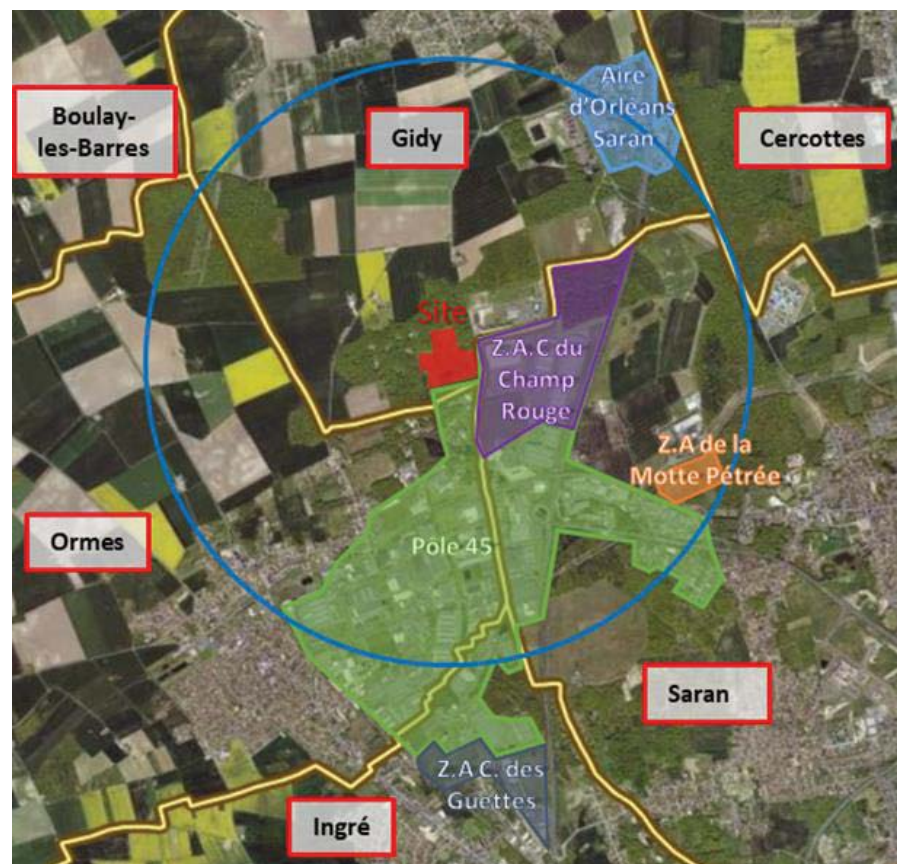 Aire
d'Orléans
Saran
Boulay-
les-Barres
Gidy
Cercottes
Site
Z.A.C du
Champ
Rouge
Z.A de la
Motte Pétrée
Ormes
Pôle 45
Saran
Z.A C. des
Guettes
Ingré